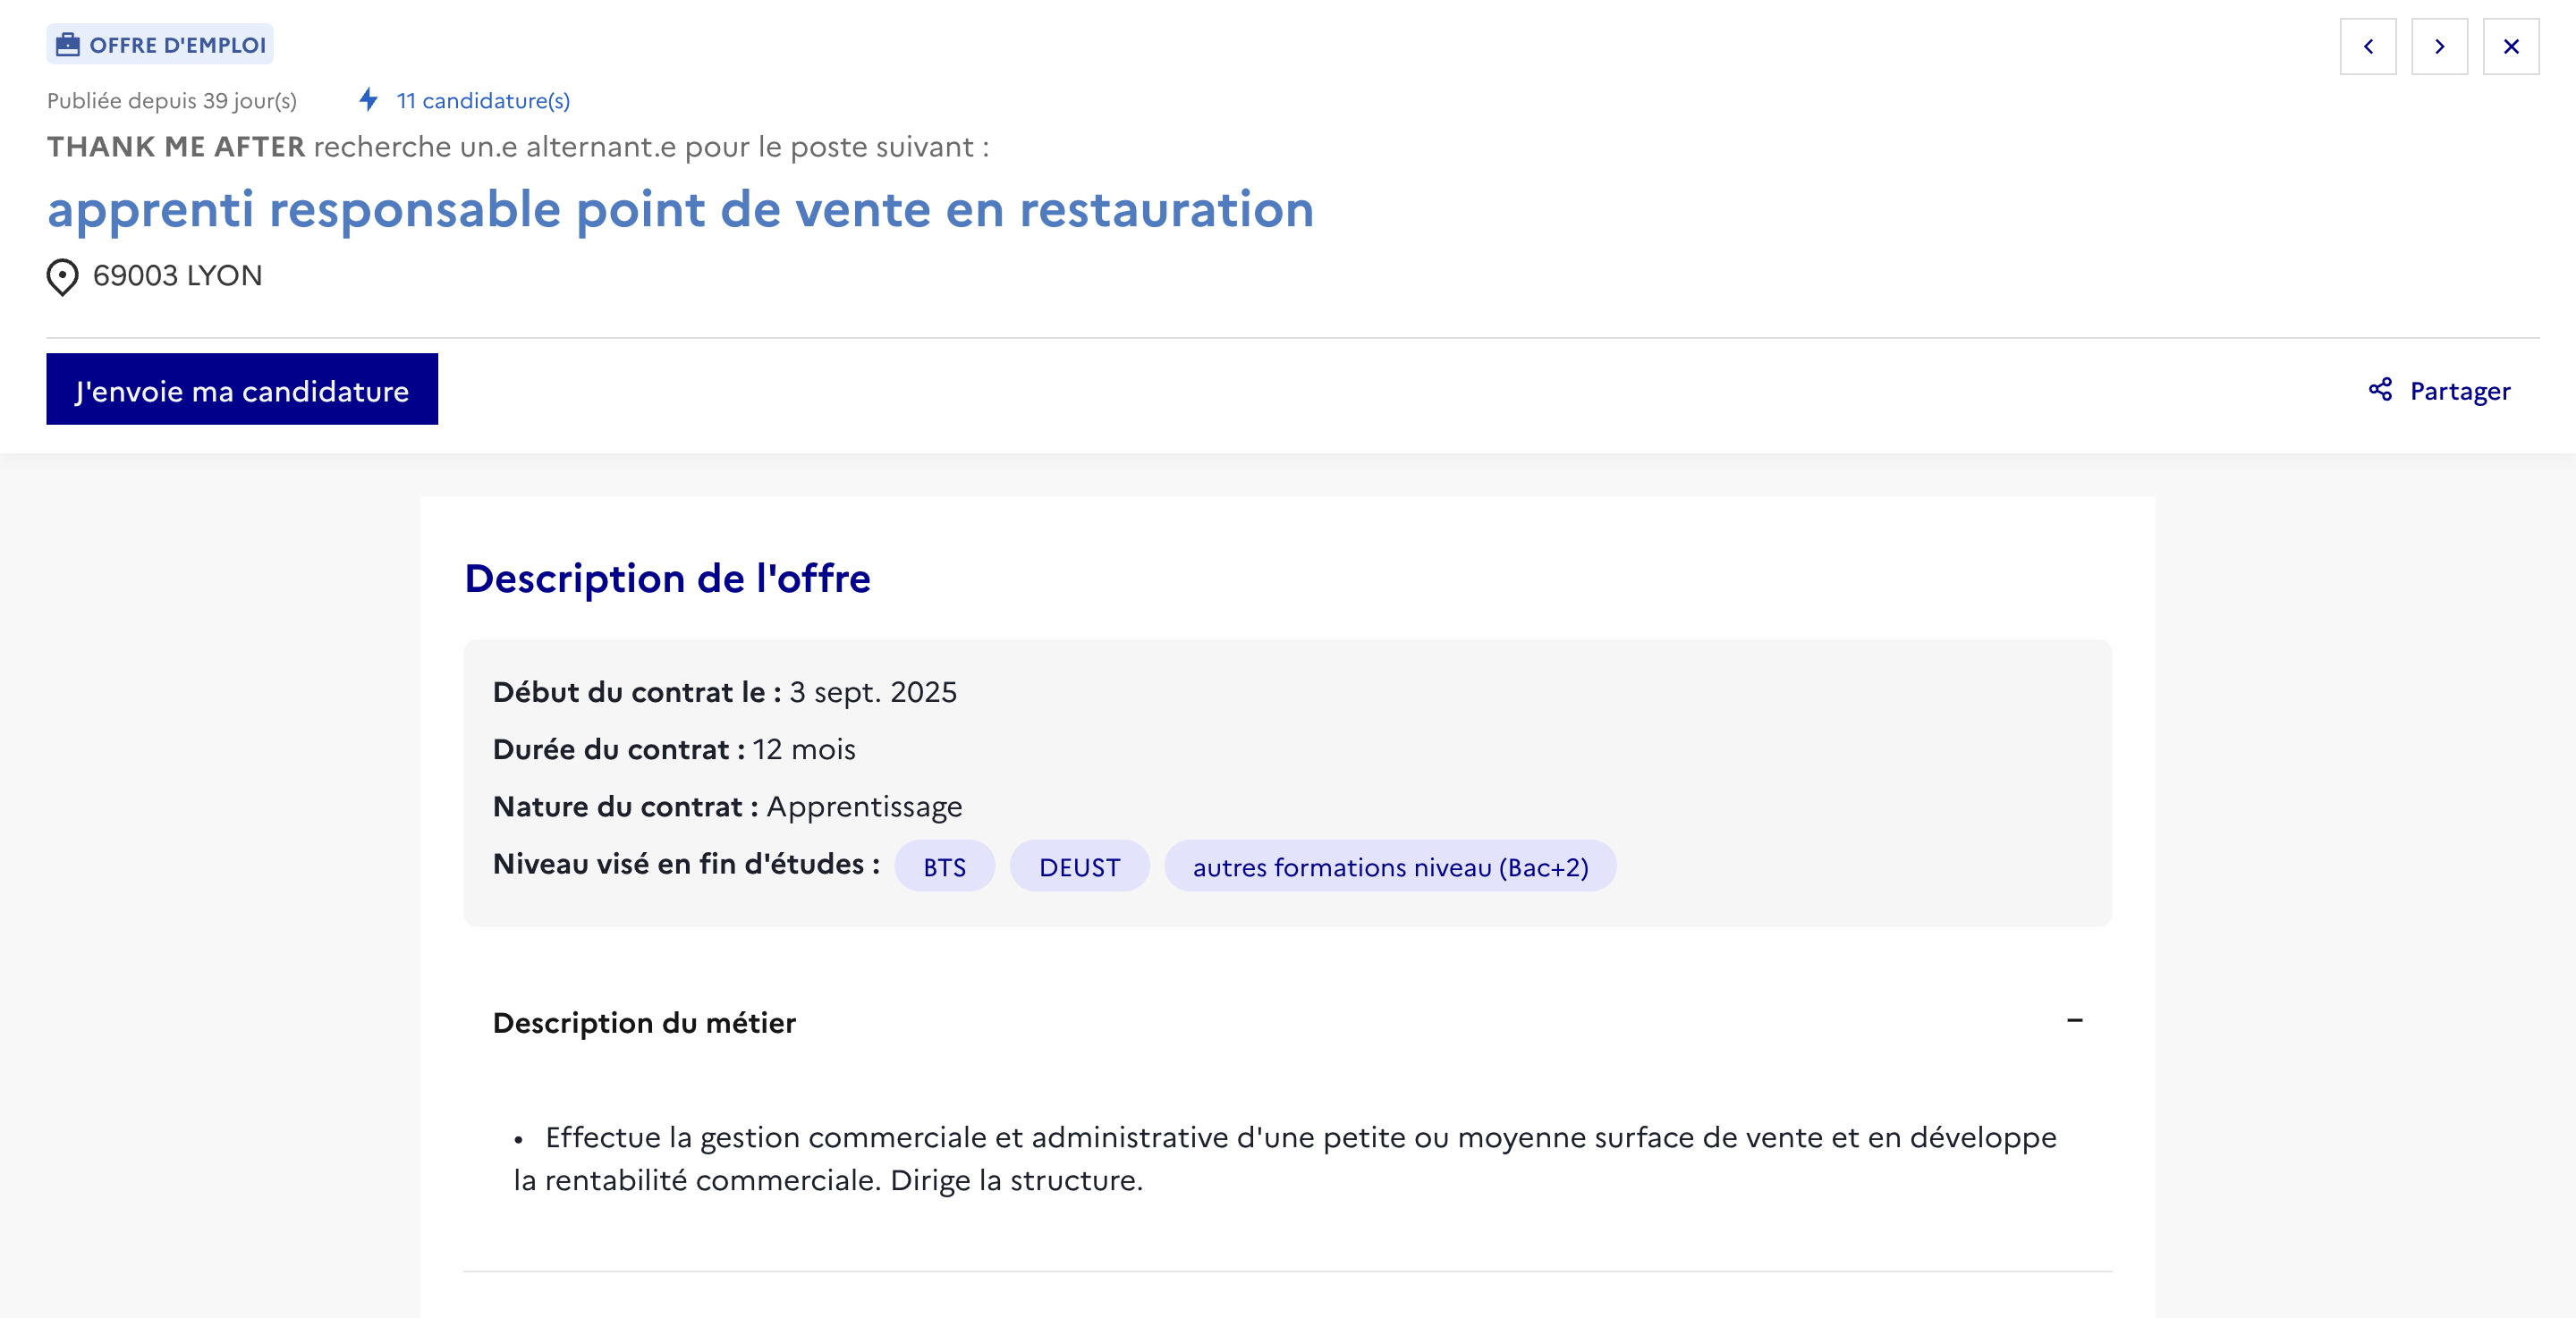 OFFRE D'EMPLOI
Publiée depuis 39 jour(s) 11 candidature(s)
THANK ME AFTER recherche un.e alternant.e pour le poste suivant :
apprenti responsable point de vente en restauration
69003 LYON
J'envoie ma candidature
Partager
Description de l'offre
Début du contrat le : 3 sept. 2025
Durée du contrat : 12 mois
Nature du contrat : Apprentissage
Niveau visé en fin d'études : BTS DEUST autres formations niveau (Bac+2)
Description du métier
• Effectue la gestion commerciale et administrative d'une petite ou moyenne surface de vente et en développe
la rentabilité commerciale. Dirige la structure.